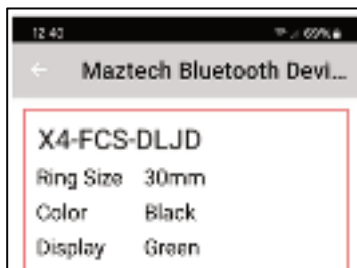 12:40 69%
Maztech Bluetooth Devi...
X4-FCS-DLJD
Ring Size 30mm
Color Black
Display Green